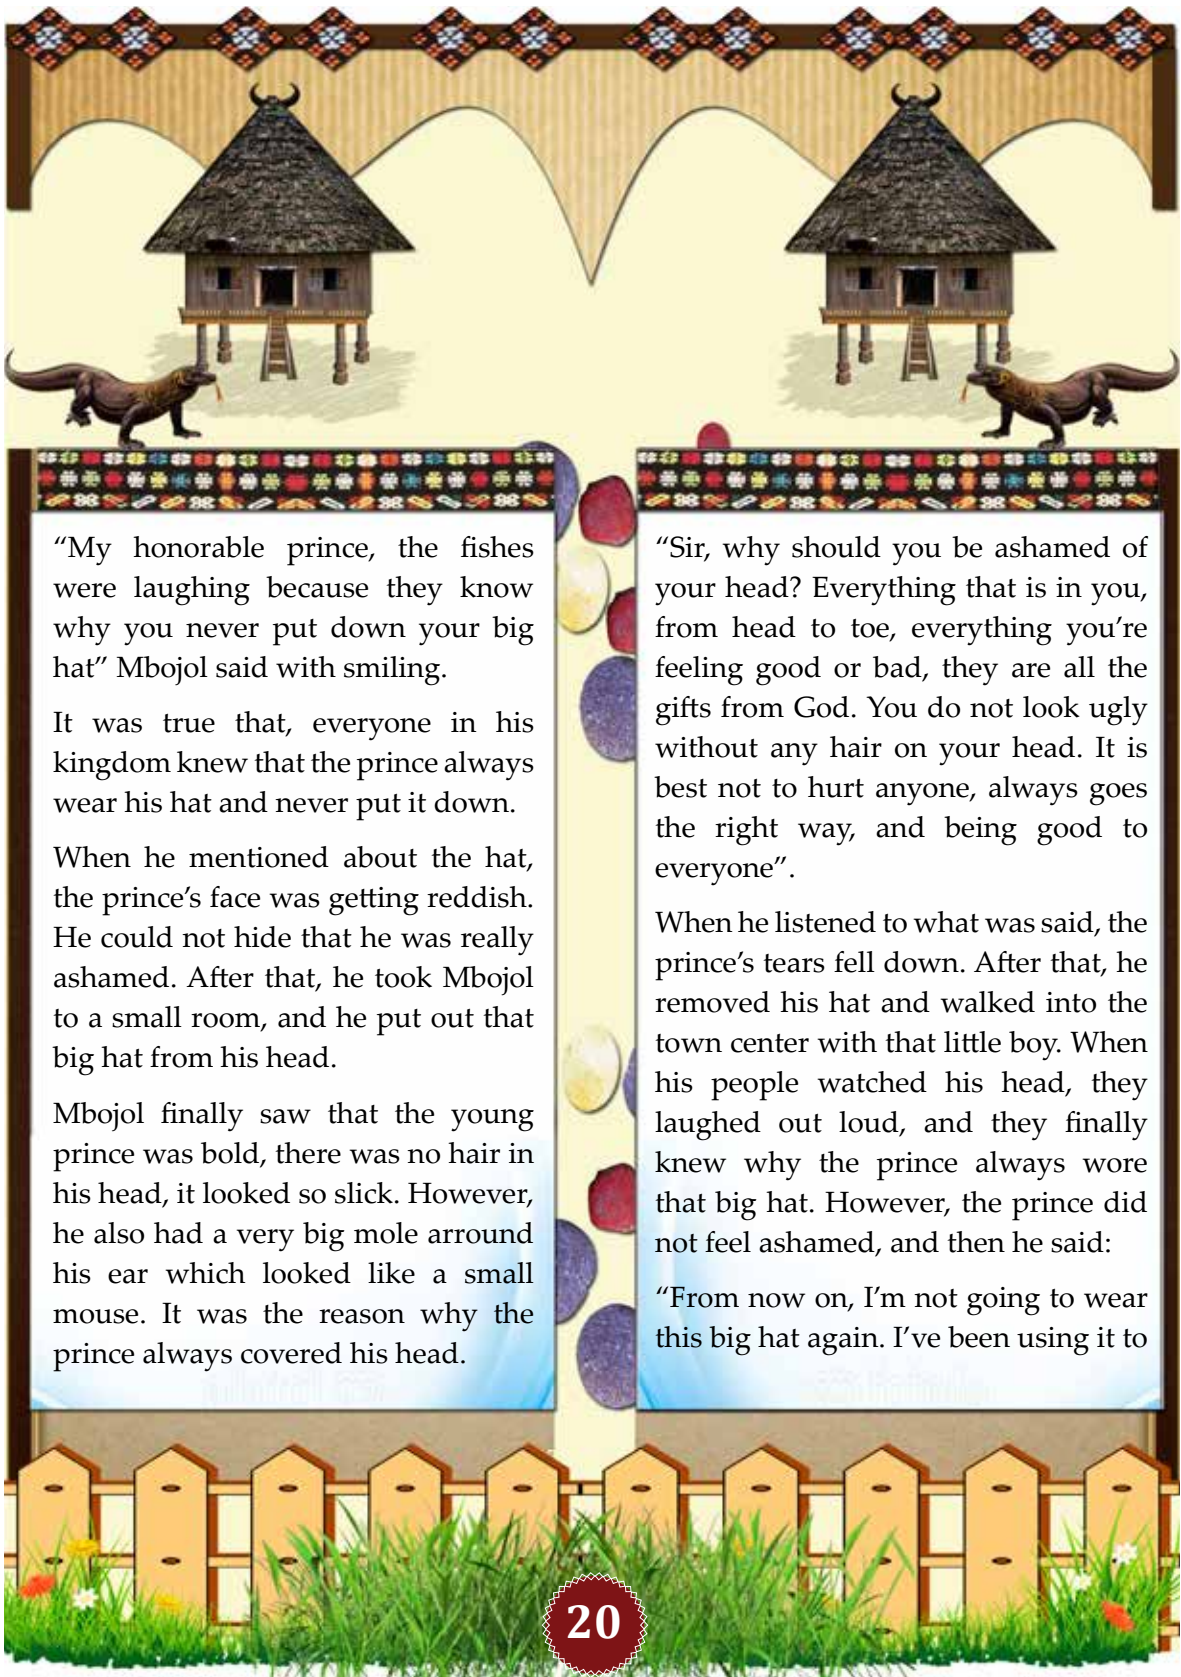 “My honorable prince, the fishes
were laughing because they know
why you never put down your big
hat” Mbojol said with smiling.
It was true that, everyone in his
kingdom knew that the prince always
wear his hat and never put it down.
When he mentioned about the hat,
the prince’s face was getting reddish.
He could not hide that he was really
ashamed. After that, he took Mbojol
to a small room, and he put out that
big hat from his head.
Mbojol finally saw that the young
prince was bold, there was no hair in
his head, it looked so slick. However,
he also had a very big mole arround
his ear which looked like a small
mouse. It was the reason why the
prince always covered his head.
“Sir, why should you be ashamed of
your head? Everything that is in you,
from head to toe, everything you’re
feeling good or bad, they are all the
gifts from God. You do not look ugly
without any hair on your head. It is
best not to hurt anyone, always goes
the right way, and being good to
everyone”.
When he listened to what was said, the
prince’s tears fell down. After that, he
removed his hat and walked into the
town center with that little boy. When
his people watched his head, they
laughed out loud, and they finally
knew why the prince always wore
that big hat. However, the prince did
not feel ashamed, and then he said:
“From now on, I’m not going to wear
this big hat again. I’ve been using it to
20